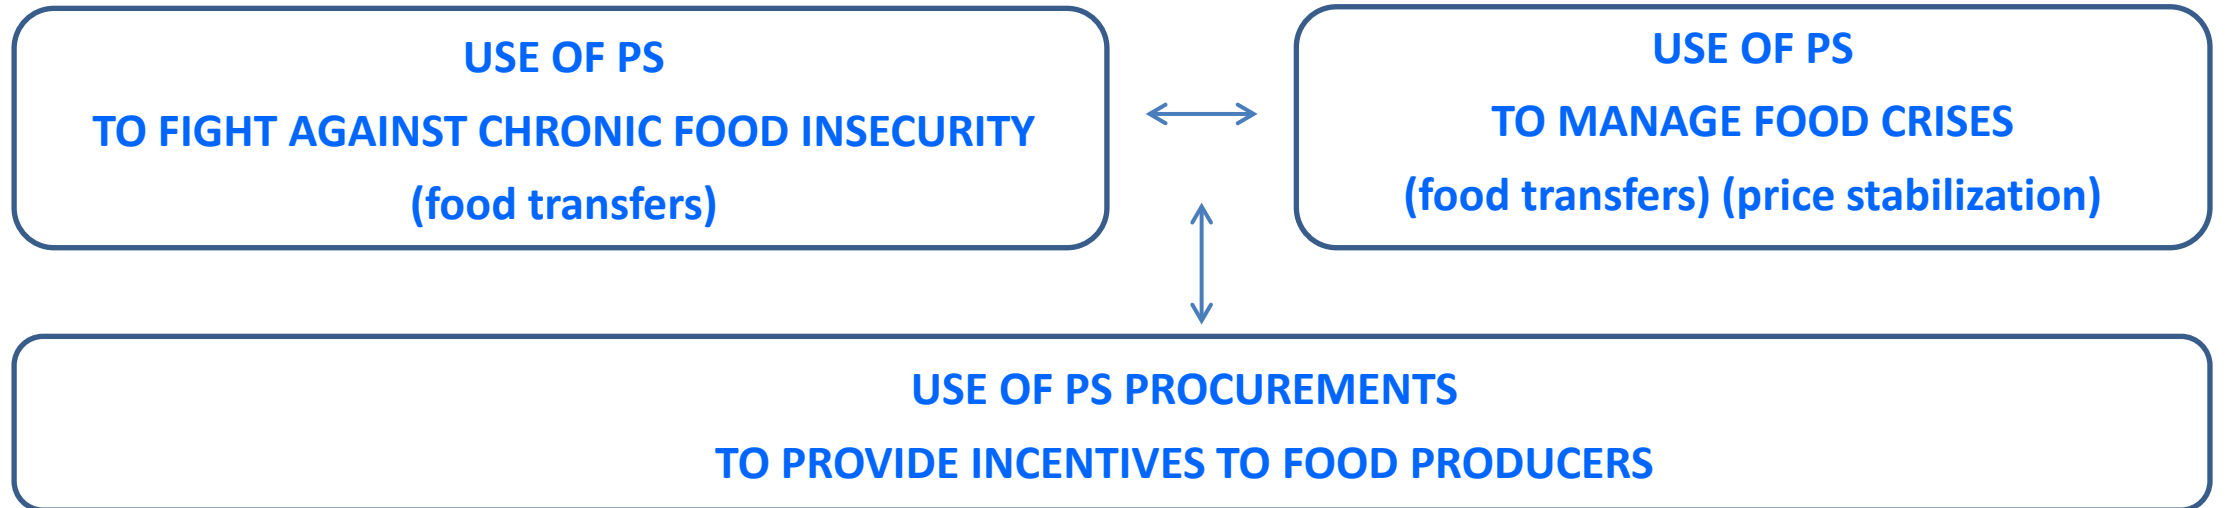 USE OF PS
TO FIGHT AGAINST CHRONIC FOOD INSECURITY
(food transfers)
USE OF PS
TO MANAGE FOOD CRISES
(food transfers) (price stabilization)
USE OF PS PROCUREMENTS
TO PROVIDE INCENTIVES TO FOOD PRODUCERS